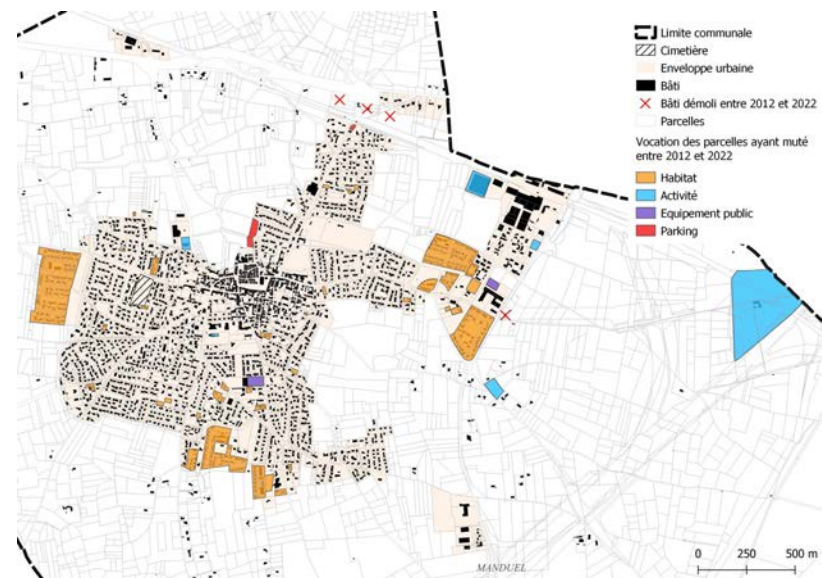 Limite communale
Cimetière
Enveloppe urbaine
Bâti
Bâti démoli entre 2012 et 2022
Parcelles
Vocation des parcelles ayant muté
entre 2012 et 2022
Habitat
Activité
Equipement public
Parking
MANDUEL
0 250 500 m